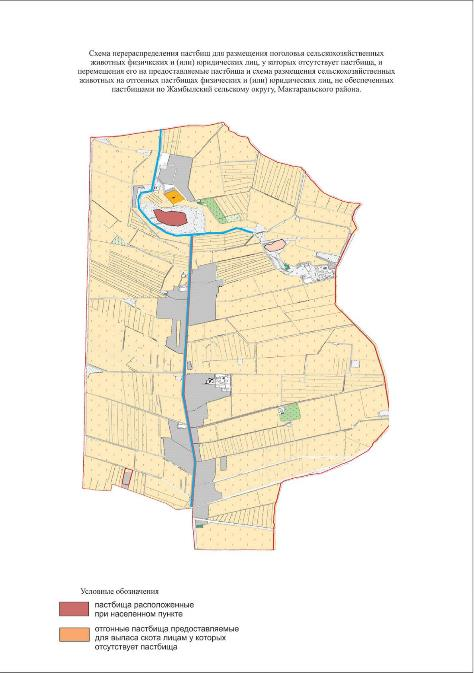 Схема перераспределения пастбищ для размещения поголовья сельскохозяйственных
животных физичиских и (или) юридических лиц, у которых отсутствует пастбища, и
перемещения его на предоставляемые пастбища и схема размещения сельскохозяйственных
животных на отгонных пастбищах физических и (или) юридических лиц, не обеспеченных
пастбищами по Жамбылский сельскому округу, Мактаральского района.
Условные обозначения
пастбища расположенные
при населенном пункте
отгонные пастбища предоставляемые
для выпаса скота лицам у которых
отсутствует пастбища